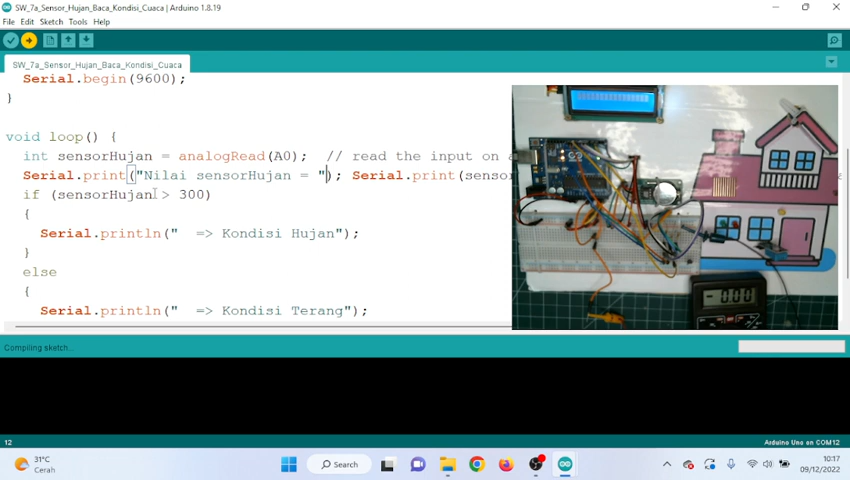 SW_7a_Sensor_Hujan_Baca_Kondisi_Cuaca | Arduino 1.8.19
File Edit Sketch Tools Help
SW_7a_Sensor_Hujan_Baca_Kondisi_Cuaca
Serial.begin(9600);
}
void loop() {
int sensorHujan = analogRead(A0); // read the input on a
Serial.print("Nilai sensorHujan = "); Serial.print(sensor
if (sensorHujan > 300)
{
Serial.println("  => Kondisi Hujan");
}
else
{
Serial.println("  => Kondisi Terang");
Compiling sketch...
12
Arduino Uno on COM12
31°C
Cerah
Search
10:17
09/12/2022